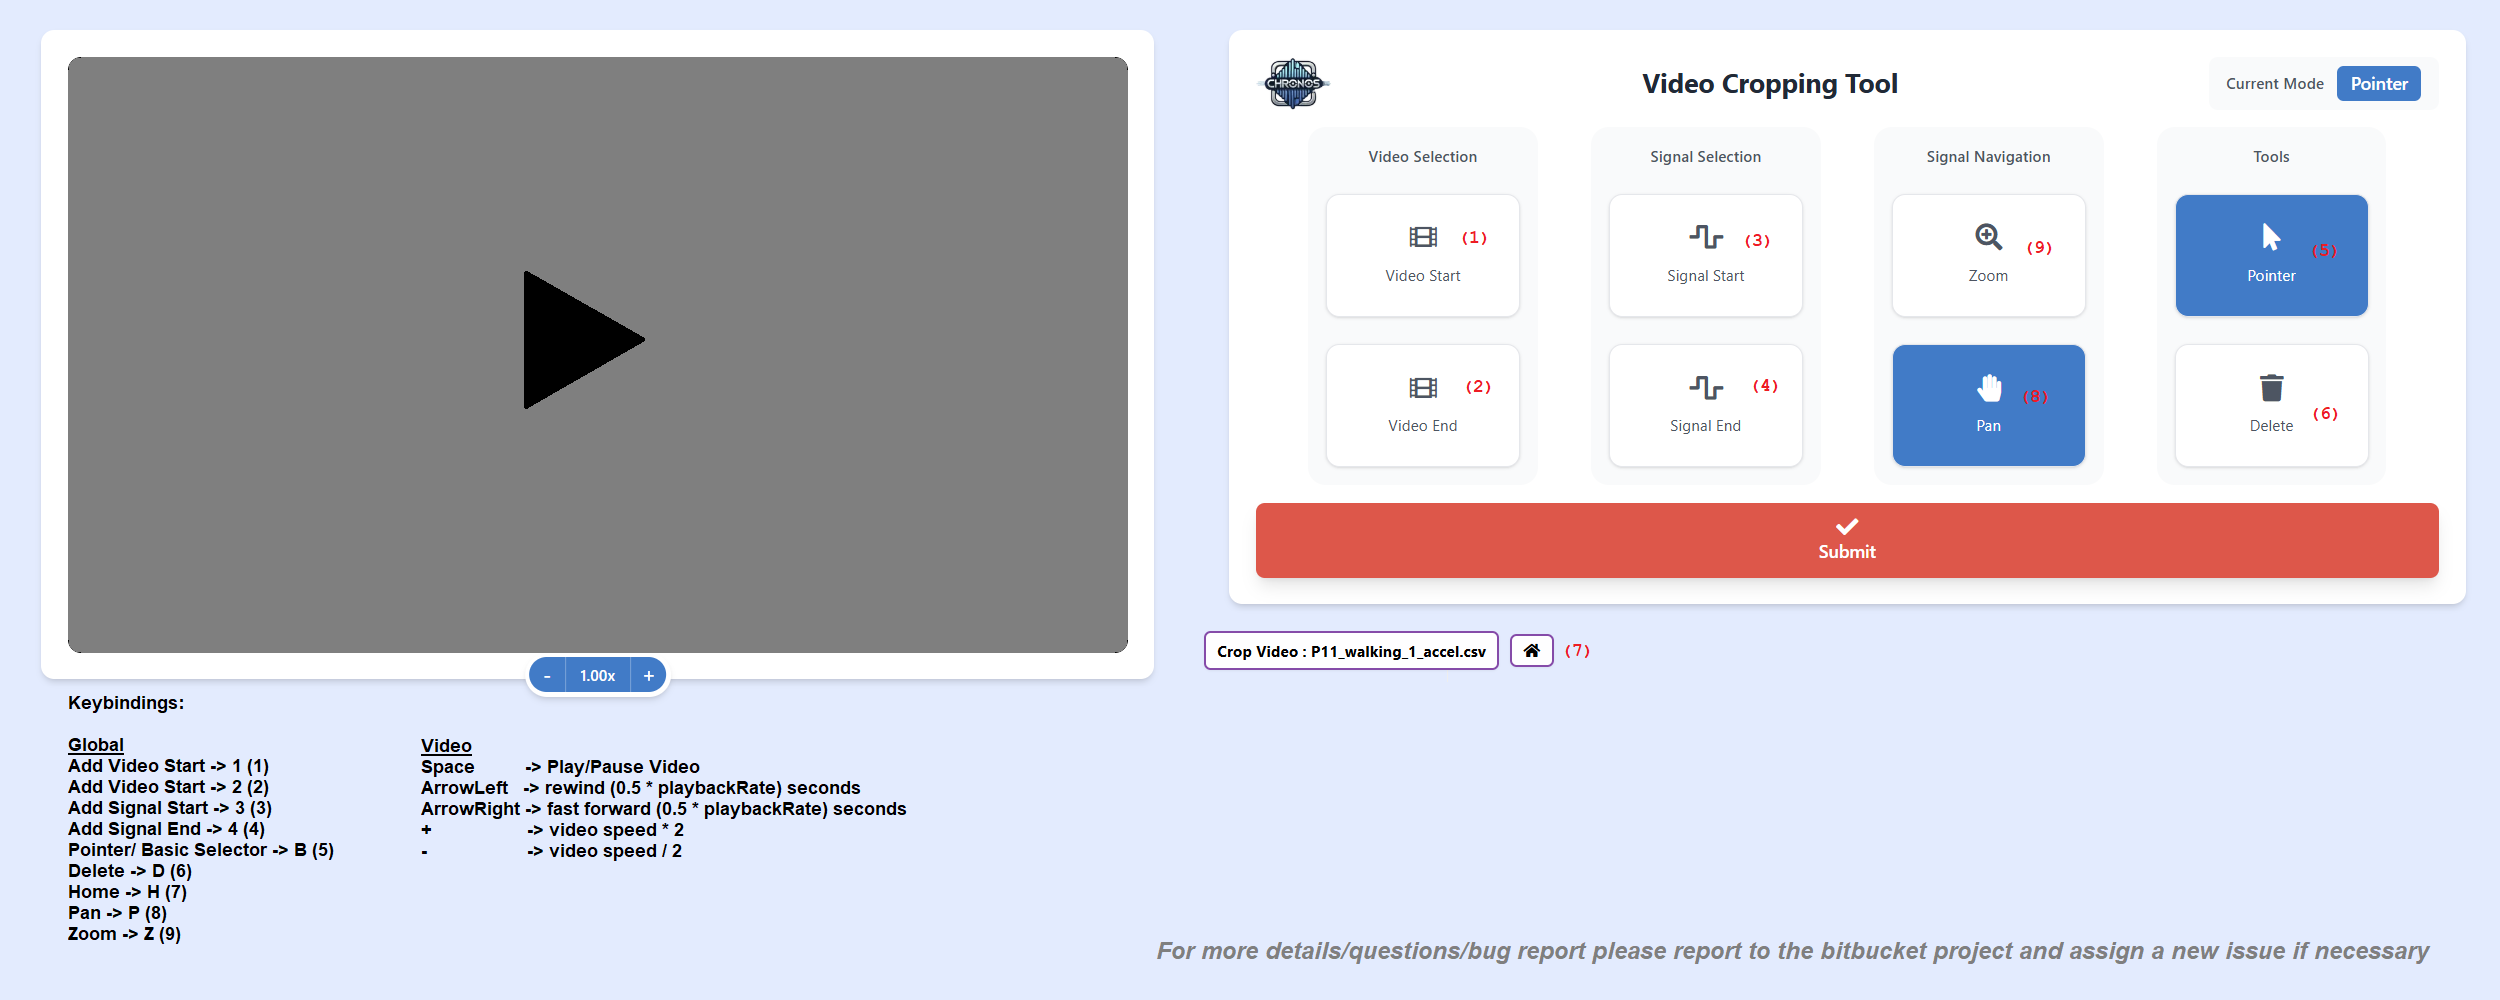 CHRONOS
Video Cropping Tool
Current Mode Pointer
Video Selection
Signal Selection
Signal Navigation
Tools
(1)
Video Start
(3)
Signal Start
(9)
Zoom
(5)
Pointer
(2)
Video End
(4)
Signal End
(8)
Pan
(6)
Delete
Submit
Crop Video : P11_walking_1_accel.csv (7)
- 1.00x +
Keybindings:
Global
Add Video Start -> 1 (1)
Add Video Start -> 2 (2)
Add Signal Start -> 3 (3)
Add Signal End -> 4 (4)
Pointer/ Basic Selector -> B (5)
Delete -> D (6)
Home -> H (7)
Pan -> P (8)
Zoom -> Z (9)
Video
Space -> Play/Pause Video
ArrowLeft -> rewind (0.5 * playbackRate) seconds
ArrowRight -> fast forward (0.5 * playbackRate) seconds
+ -> video speed * 2
- -> video speed / 2
For more details/questions/bug report please report to the bitbucket project and assign a new issue if necessary